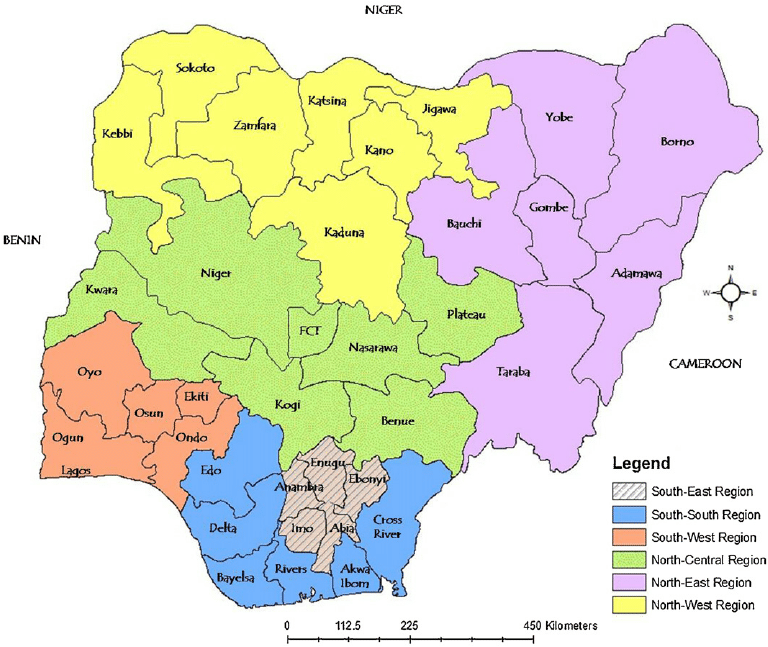 NIGER
Sokoto
Katsina
Jigawa
Kebbi
Zamfara
Kano
Yobe
Borno
Gombe
Bauchi
Kaduna
BENIN
Niger
Adamawa
Kwara
N
W E
S
Plateau
FCT
Nasarawa
CAMEROON
Oyo
Taraba
Ekiti
Osun
Kogi
Benue
Ogun
Ondo
Lagos
Edo
Enugu
Ebonyi
Anambra
Delta
Imo
Abia
Cross
River
Bayelsa
Rivers
Akwa
Ibom
Legend
South-East Region
South-South Region
South-West Region
North-Central Region
North-East Region
North-West Region
0 112.5 225 450 Kilometers